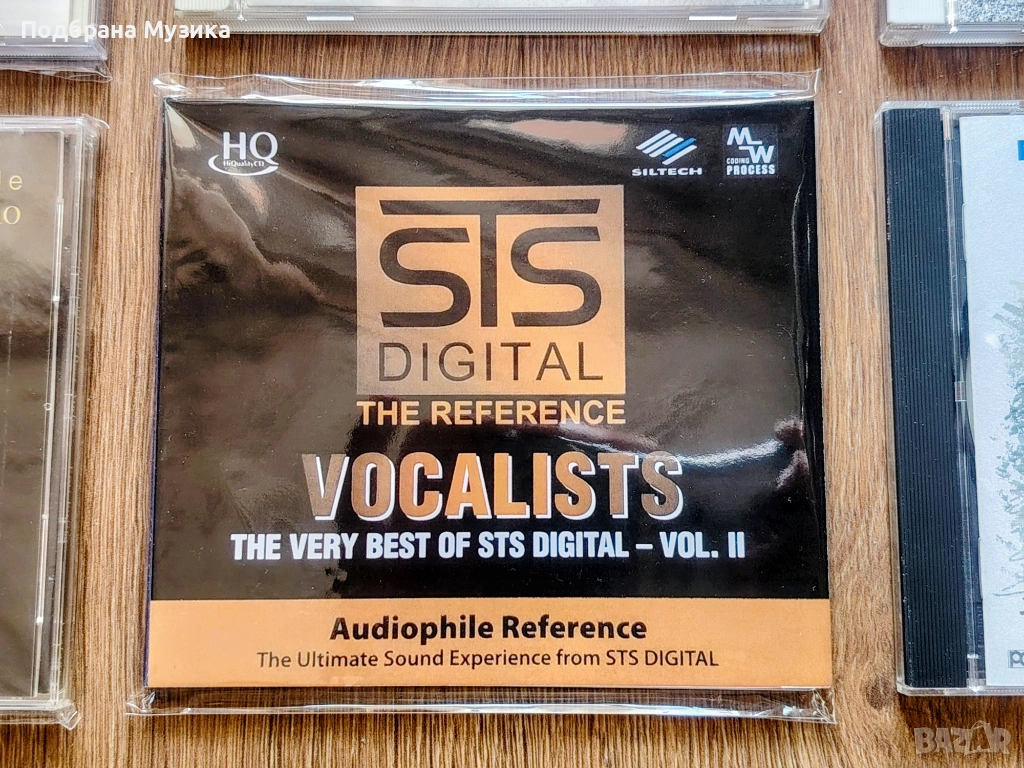 Подбрана Музика
HQ
HiQualityCD
SILTECH
MW
CODING
PROCESS
le
o
STS
DIGITAL
THE REFERENCE
VOCALISTS
THE VERY BEST OF STS DIGITAL – VOL. II
Audiophile Reference
The Ultimate Sound Experience from STS DIGITAL
BAZAR